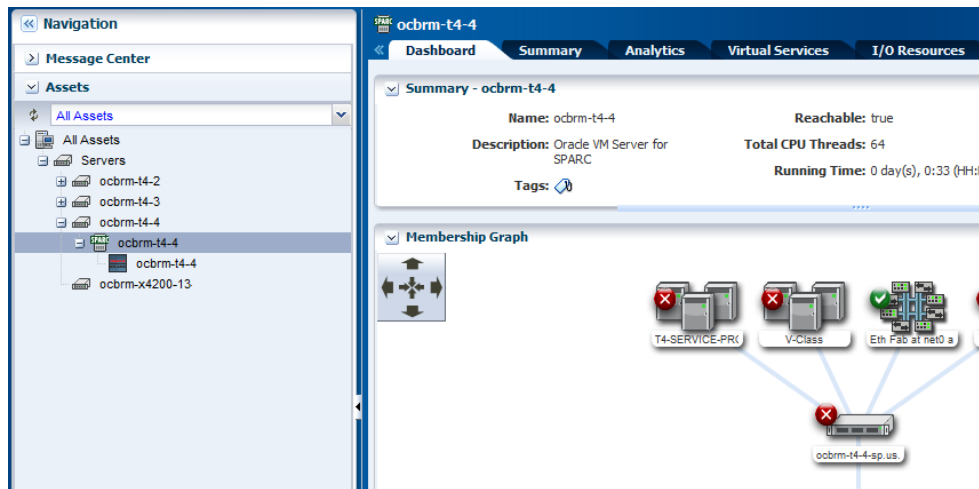 Navigation
Message Center
Assets
All Assets
All Assets
Servers
ocbrm-t4-2
ocbrm-t4-3
ocbrm-t4-4
SPARC ocbrm-t4-4
ocbrm-t4-4
ocbrm-x4200-13
SPARC ocbrm-t4-4
Dashboard Summary Analytics Virtual Services I/O Resources
Summary - ocbrm-t4-4
Name: ocbrm-t4-4 Reachable: true
Description: Oracle VM Server for Total CPU Threads: 64
SPARC
Running Time: 0 day(s), 0:33 (HH:
Tags:
Membership Graph
T4-SERVICE-PRO V-Class Eth Fab at net0 a
ocbrm-t4-4-sp.us.